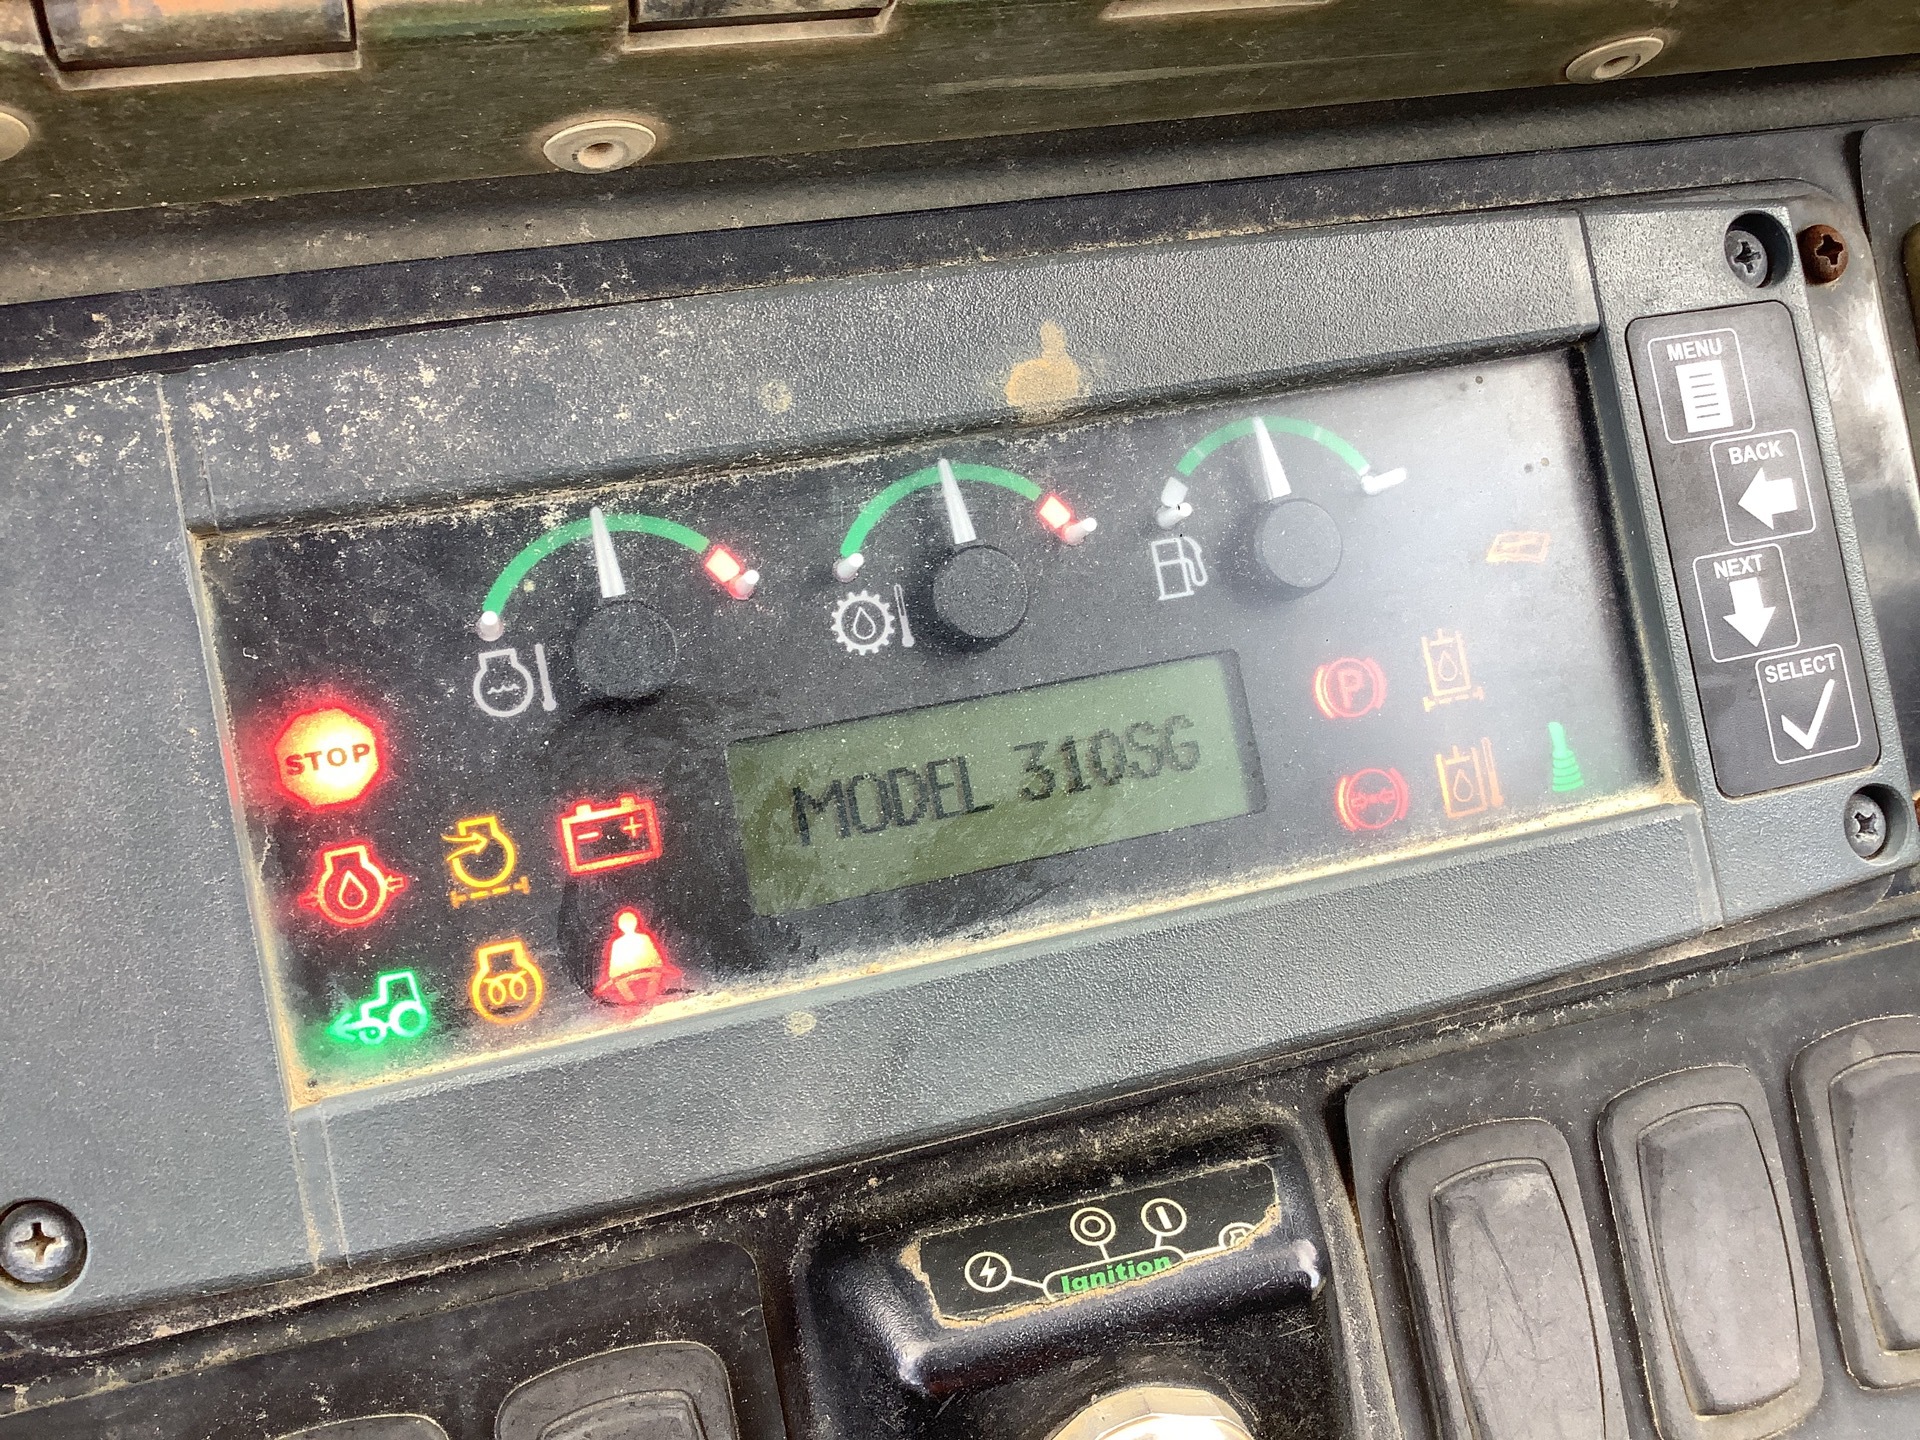 MENU
BACK
NEXT
SELECT
STOP
MODEL 310SG
P
Ignition